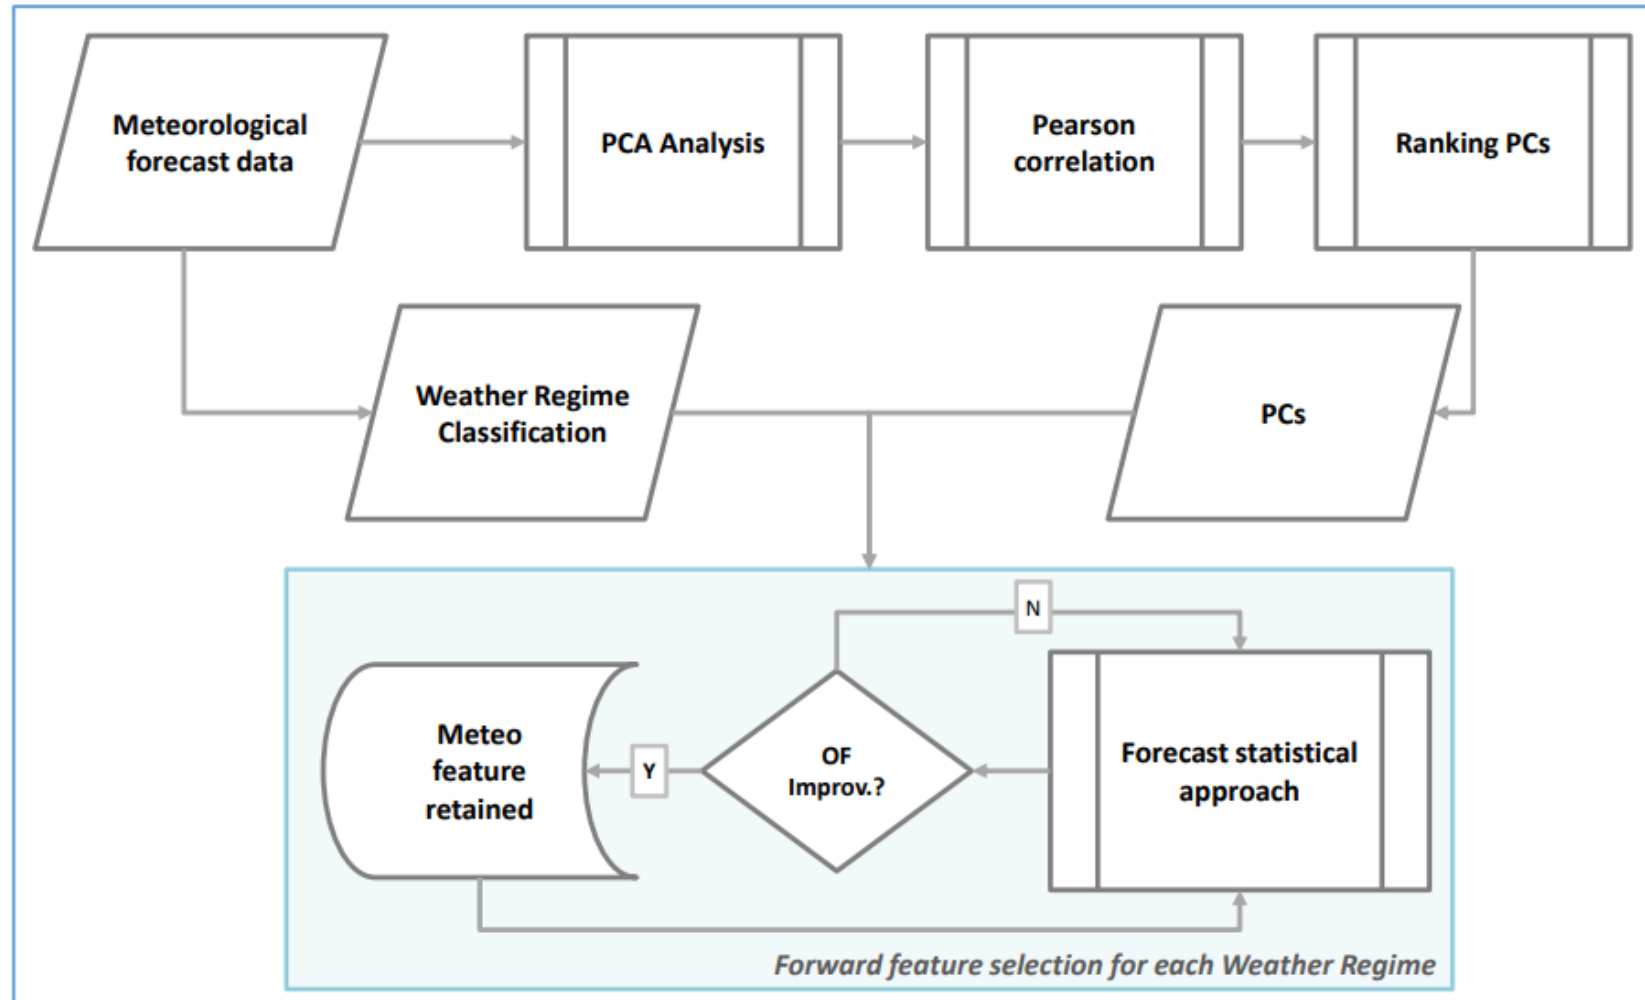 Meteorological
forecast data
PCA Analysis
Pearson
correlation
Ranking PCs
Weather Regime
Classification
PCs
N
Meteo
feature
retained
Y
OF
Improv.?
Forecast statistical
approach
Forward feature selection for each Weather Regime